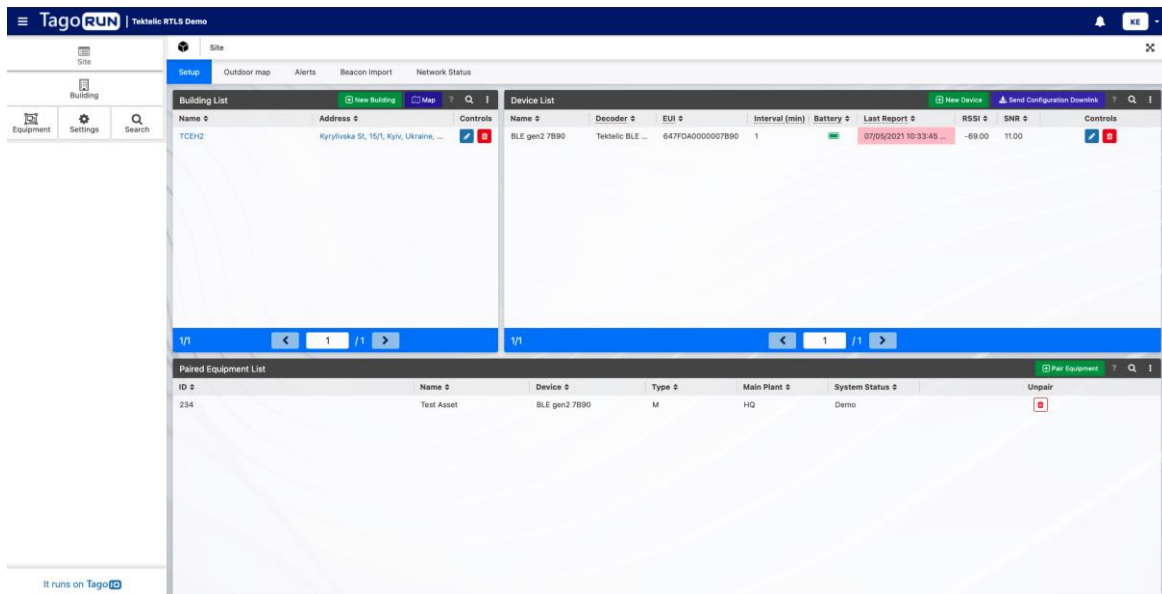 TagoRUN | Tektelic RTLS Demo
KE
Site
Building
Equipment
Settings
Search
It runs on TagoIO
Site
Setup
Outdoor map
Alerts
Beacon Import
Network Status
Building List
New Building
Map
?
Name
Address
Controls
TCEH2
Kyrylivska St, 15/1, Kyiv, Ukraine, ...
1/1
1
/1
Device List
New Device
Send Configuration Downlink
?
Name
Decoder
EUI
Interval (min)
Battery
Last Report
RSSI
SNR
Controls
BLE gen2 7B90
Tektelic BLE ...
647FDA0000007B90
1
07/05/2021 10:33:45 ...
-69.00
11.00
1/1
1
/1
Paired Equipment List
Pair Equipment
?
ID
Name
Device
Type
Main Plant
System Status
Unpair
234
Test Asset
BLE gen2 7B90
M
HQ
Demo